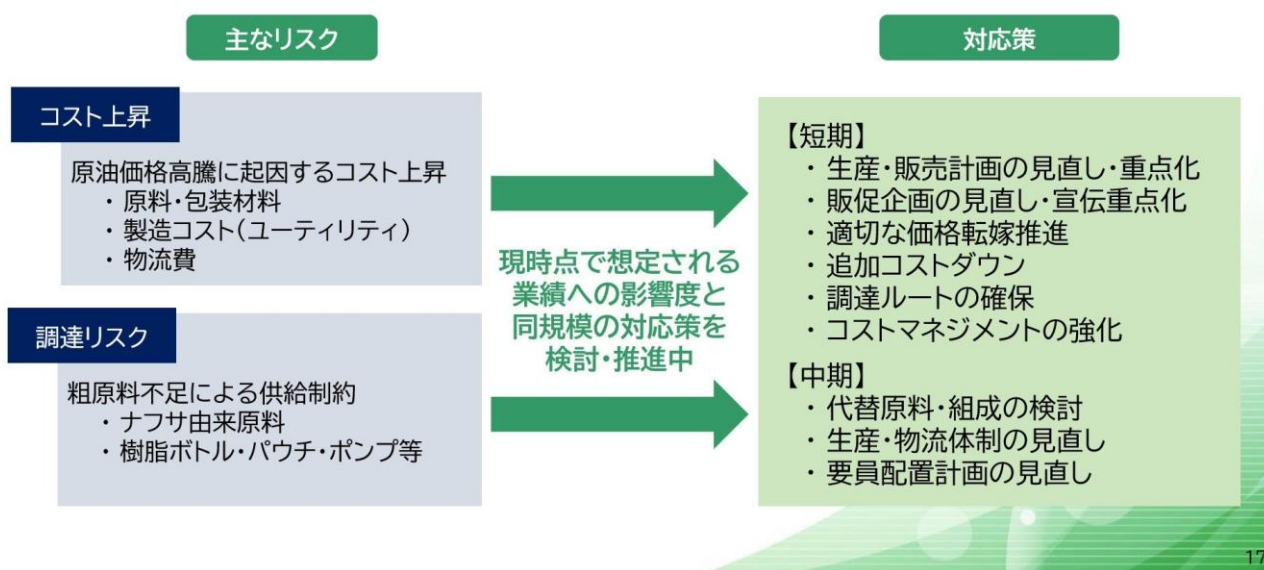 主なリスク
コスト上昇
原油価格高騰に起因するコスト上昇
・原料・包装材料
・製造コスト(ユーティリティ)
・物流費
調達リスク
粗原料不足による供給制約
・ナフサ由来原料
・樹脂ボトル・パウチ・ポンプ等
現時点で想定される
業績への影響度と
同規模の対応策を
検討・推進中
対応策
【短期】
・生産・販売計画の見直し・重点化
・販促企画の見直し・宣伝重点化
・適切な価格転嫁推進
・追加コストダウン
・調達ルートの確保
・コストマネジメントの強化
【中期】
・代替原料・組成の検討
・生産・物流体制の見直し
・要員配置計画の見直し
17